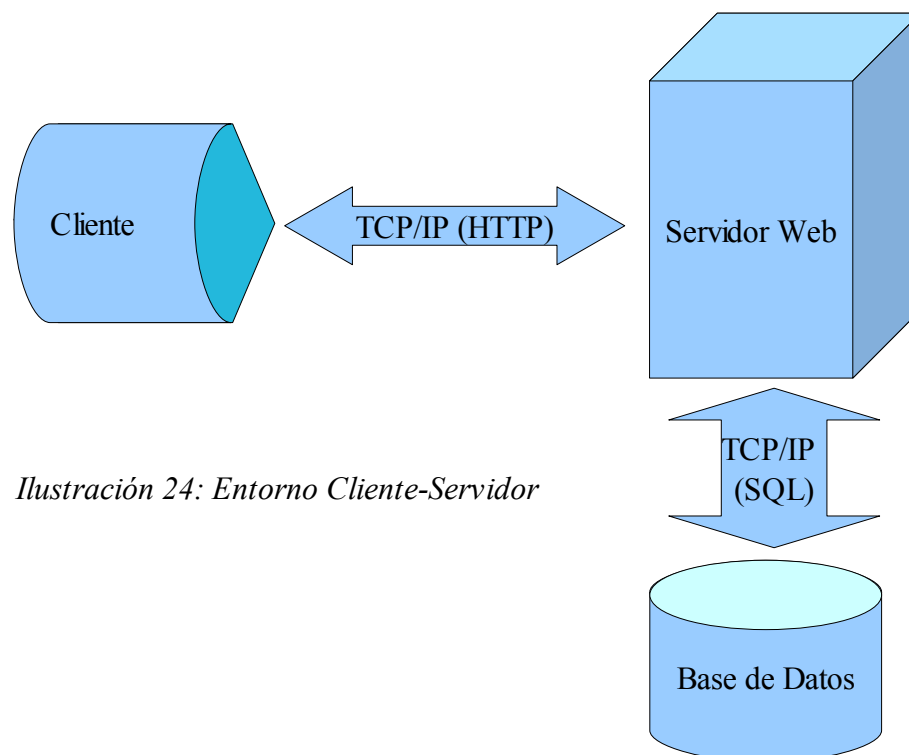 Cliente
TCP/IP (HTTP)
Servidor Web
TCP/IP
(SQL)
Ilustración 24: Entorno Cliente-Servidor
Base de Datos